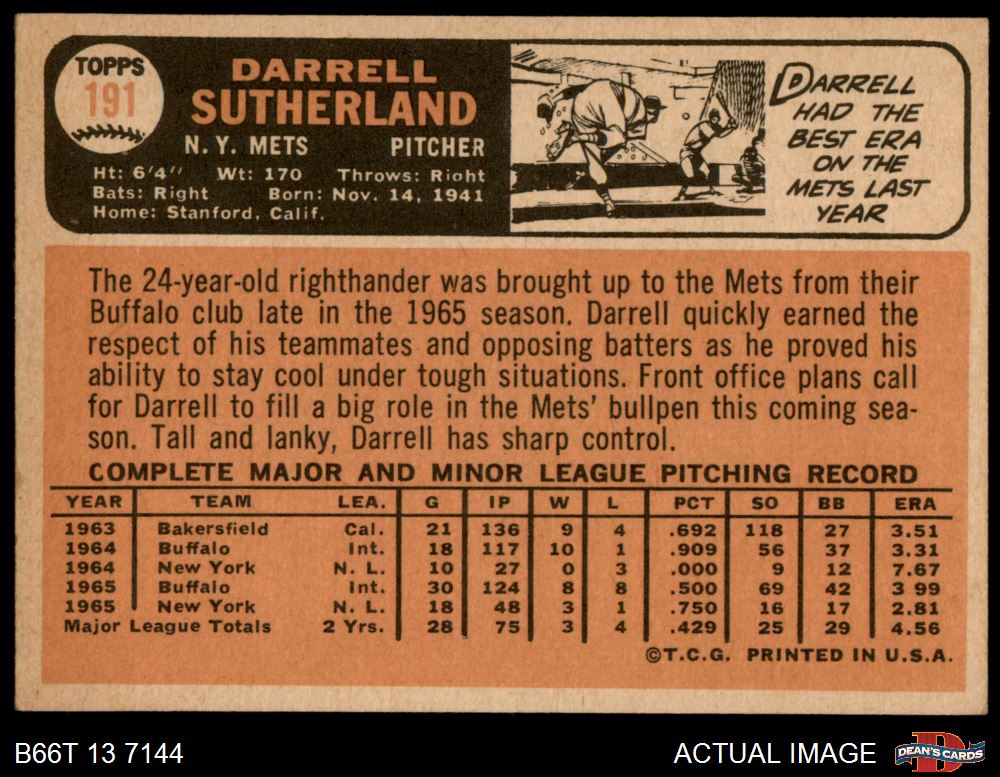 TOPPS
191
DARRELL
SUTHERLAND
N. Y. METS PITCHER
Ht: 6'4" Wt: 170 Throws: Right
Bats: Right Born: Nov. 14, 1941
Home: Stanford, Calif.
DARRELL
HAD THE
BEST ERA
ON THE
METS LAST
YEAR
The 24-year-old righthander was brought up to the Mets from their
Buffalo club late in the 1965 season. Darrell quickly earned the
respect of his teammates and opposing batters as he proved his
ability to stay cool under tough situations. Front office plans call
for Darrell to fill a big role in the Mets' bullpen this coming sea-
son. Tall and lanky, Darrell has sharp control.
COMPLETE MAJOR AND MINOR LEAGUE PITCHING RECORD
YEAR TEAM LEA. G IP W L PCT SO BB ERA
1963 Bakersfield Cal. 21 136 9 4 .692 118 27 3.51
1964 Buffalo Int. 18 117 10 1 .909 56 37 3.31
1964 New York N. L. 10 27 0 3 .000 9 12 7.67
1965 Buffalo Int. 30 124 8 8 .500 69 42 3 99
1965 New York N. L. 18 48 3 1 .750 16 17 2.81
Major League Totals 2 Yrs. 28 75 3 4 .429 25 29 4.56
©T.C.G. PRINTED IN U.S.A.
B66T 13 7144 ACTUAL IMAGE
D
DEAN'S CARDS